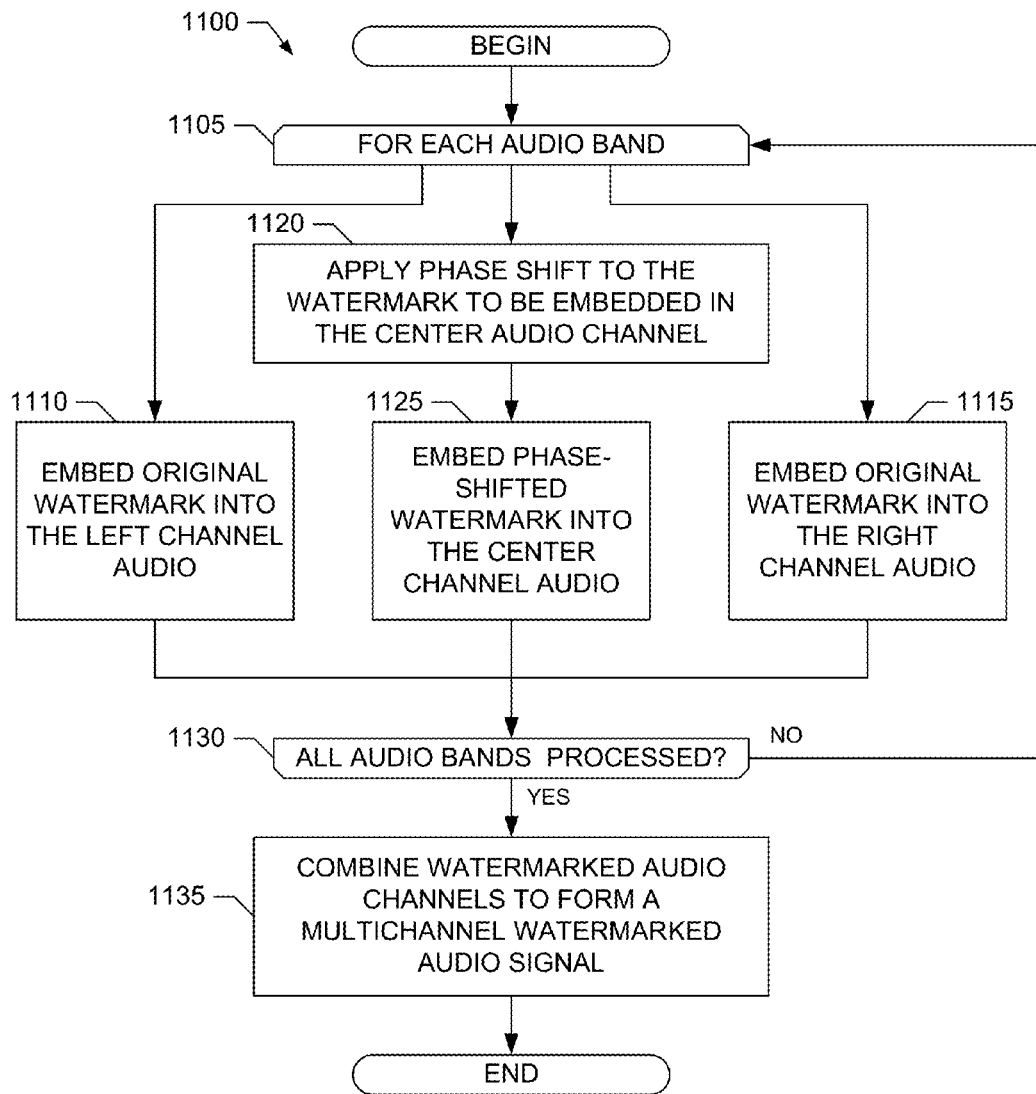 1100
BEGIN
1105
FOR EACH AUDIO BAND
1120
APPLY PHASE SHIFT TO THE
WATERMARK TO BE EMBEDDED IN
THE CENTER AUDIO CHANNEL
1110
EMBED ORIGINAL
WATERMARK INTO
THE LEFT CHANNEL
AUDIO
1125
EMBED PHASE-
SHIFTED
WATERMARK INTO
THE CENTER
CHANNEL AUDIO
1115
EMBED ORIGINAL
WATERMARK INTO
THE RIGHT
CHANNEL AUDIO
1130
ALL AUDIO BANDS PROCESSED?
NO
YES
1135
COMBINE WATERMARKED AUDIO
CHANNELS TO FORM A
MULTICHANNEL WATERMARKED
AUDIO SIGNAL
END